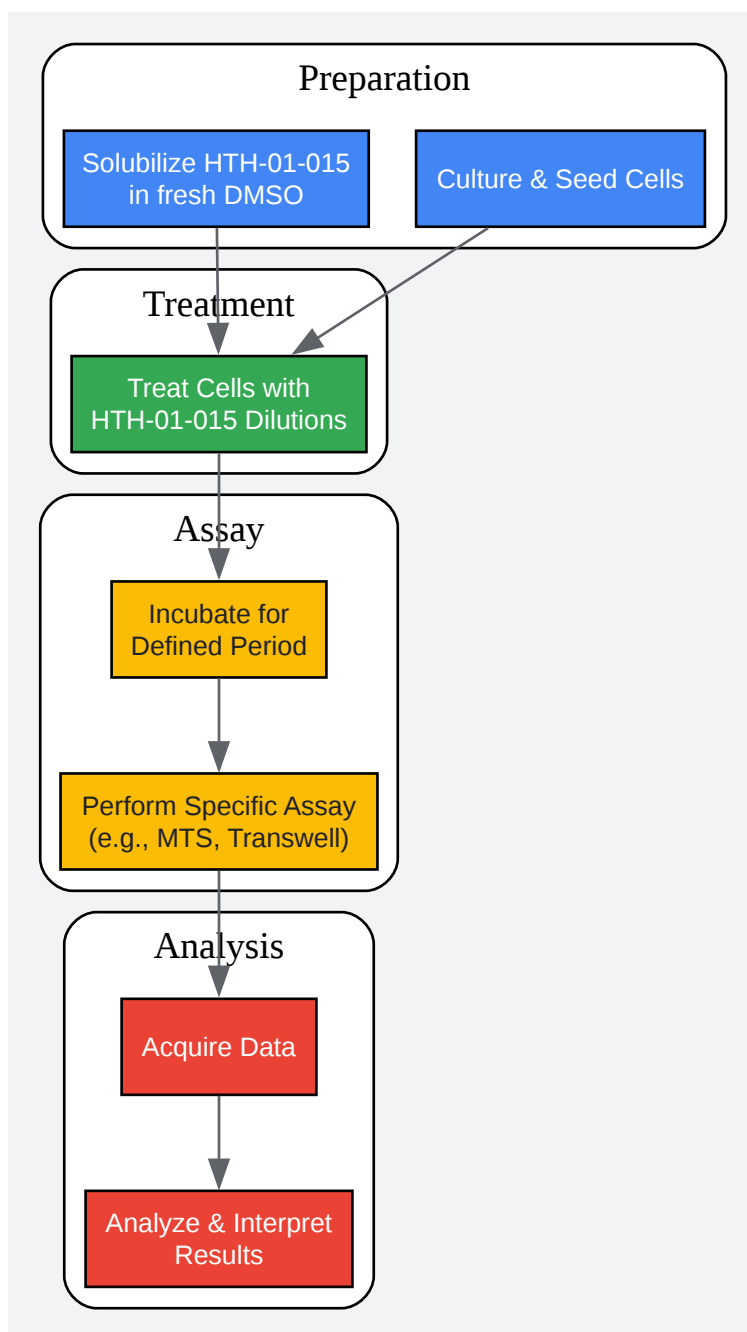 Preparation
Solubilize HTH-01-015
in fresh DMSO
Culture & Seed Cells
Treatment
Treat Cells with
HTH-01-015 Dilutions
Assay
Incubate for
Defined Period
Perform Specific Assay
(e.g., MTS, Transwell)
Analysis
Acquire Data
Analyze & Interpret
Results